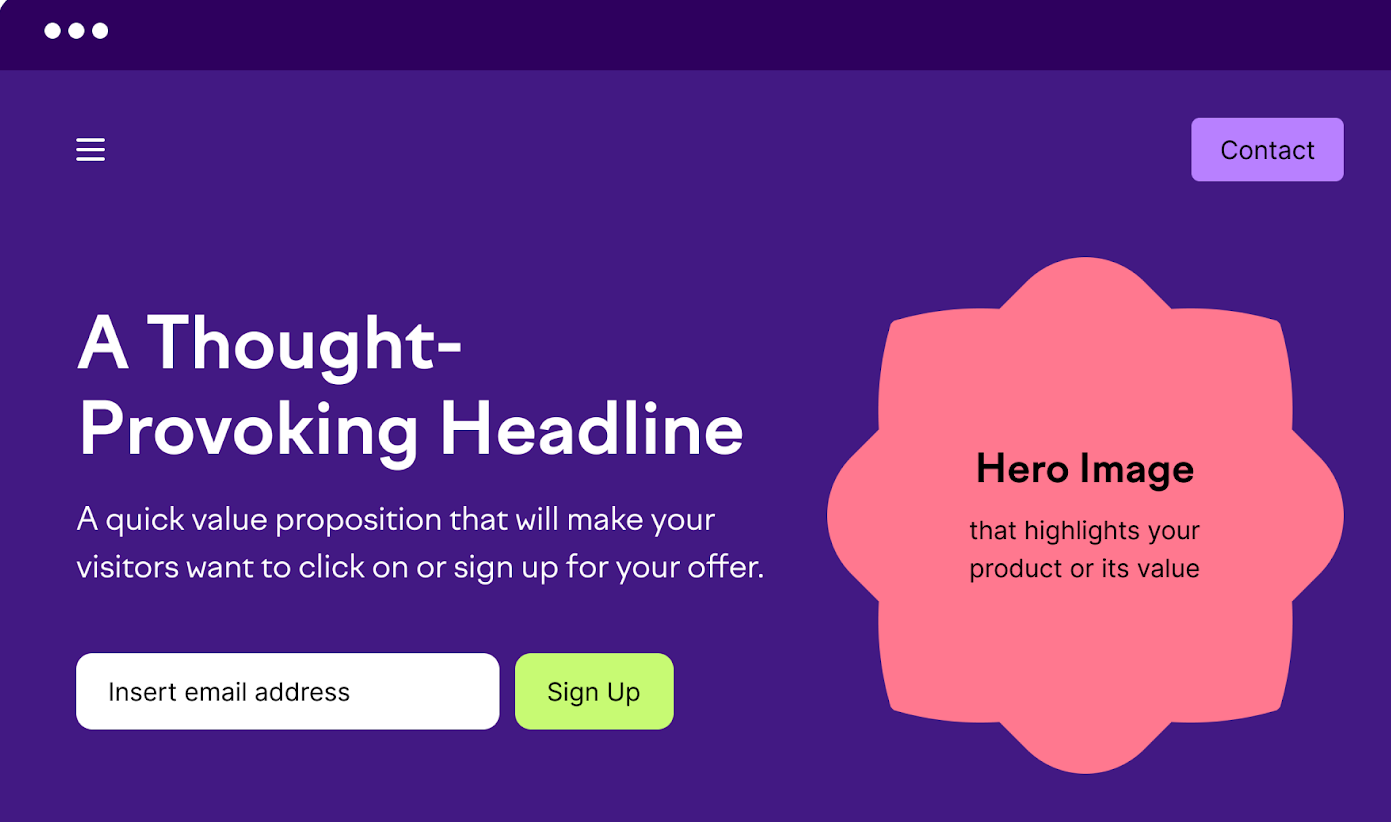 Contact
A Thought-
Provoking Headline
A quick value proposition that will make your
visitors want to click on or sign up for your offer.
Insert email address
Sign Up
Hero Image
that highlights your
product or its value